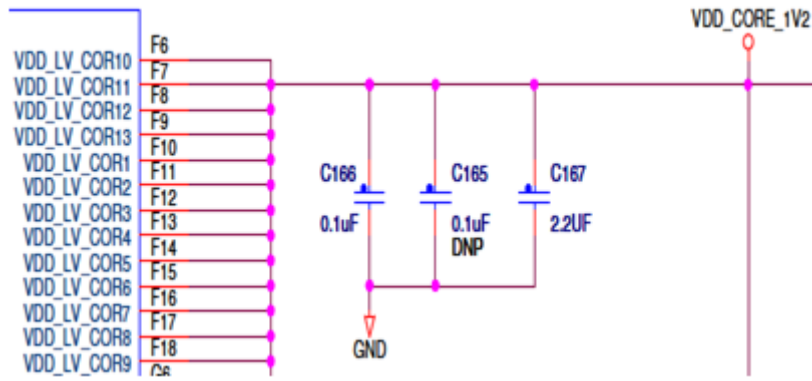 VDD_CORE_1V2
F6
VDD_LV_COR10
F7
VDD_LV_COR11
F8
VDD_LV_COR12
F9
VDD_LV_COR13
F10
VDD_LV_COR1
F11
VDD_LV_COR2
F12
VDD_LV_COR3
F13
VDD_LV_COR4
F14
VDD_LV_COR5
F15
VDD_LV_COR6
F16
VDD_LV_COR7
F17
VDD_LV_COR8
F18
VDD_LV_COR9
G6
C166
0.1uF
C165
0.1uF
DNP
C167
2.2UF
GND